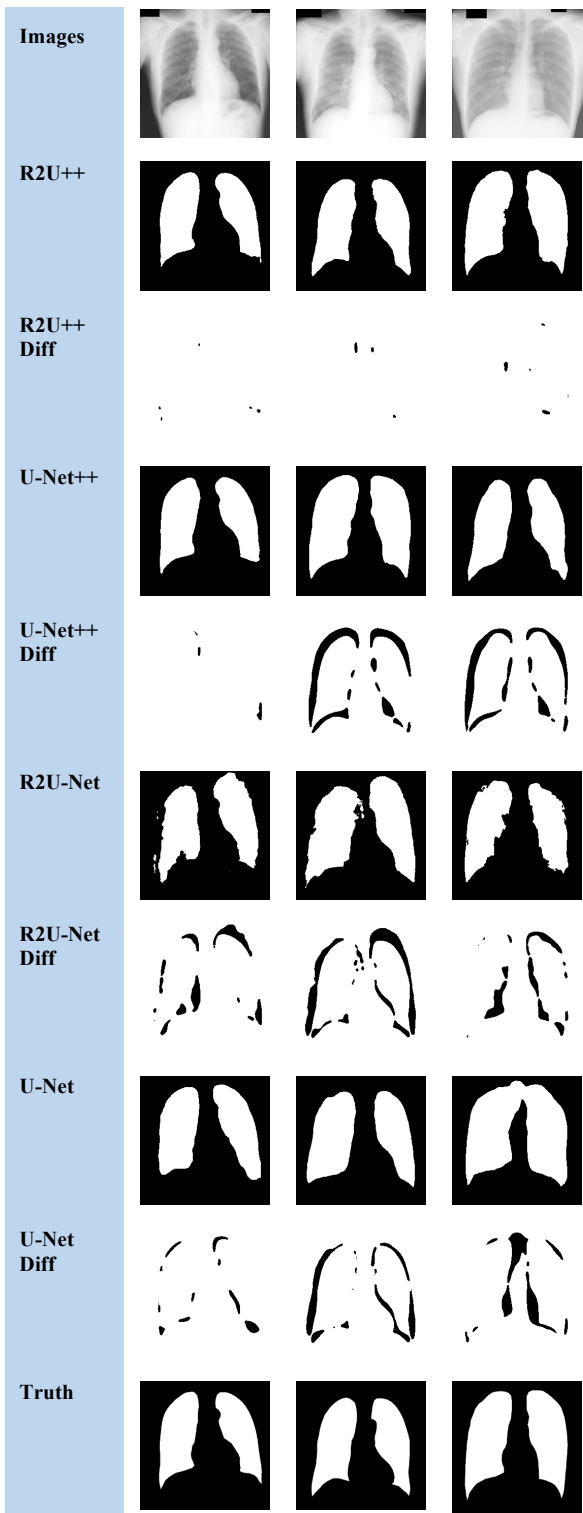 Images
R2U++
R2U++
Diff
U-Net++
U-Net++
Diff
R2U-Net
R2U-Net
Diff
U-Net
U-Net
Diff
Truth